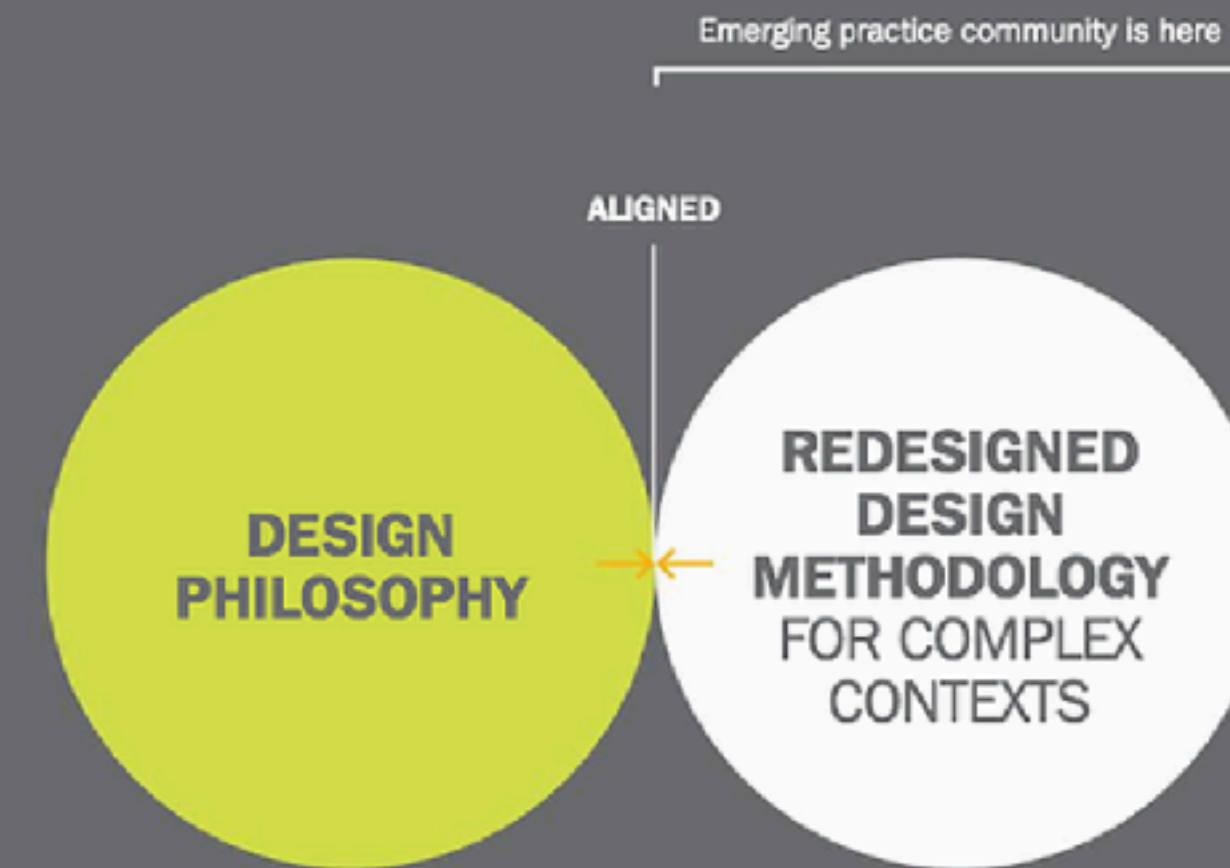 Emerging practice community is here
ALIGNED
DESIGN
PHILOSOPHY
REDESIGNED
DESIGN
METHODOLOGY
FOR COMPLEX
CONTEXTS